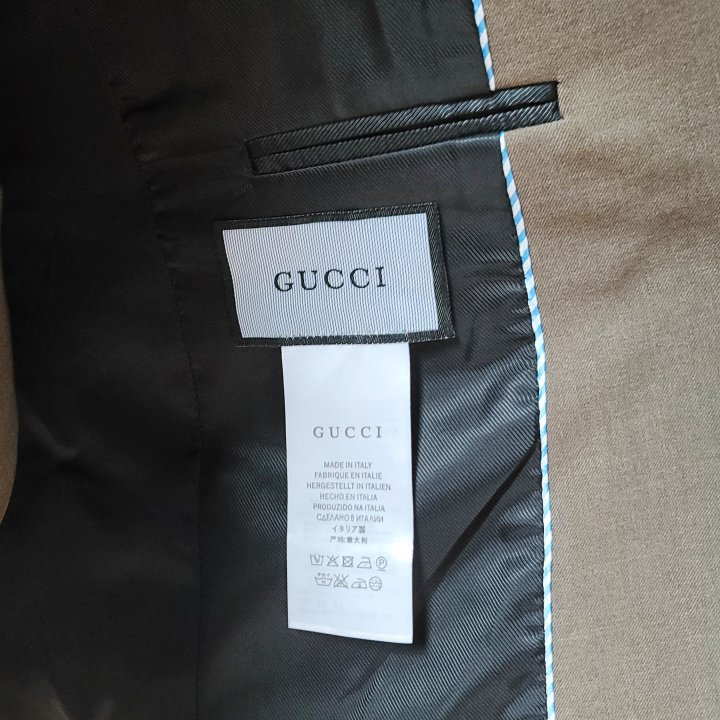 GUCCI
GUCCI
MADE IN ITALY
FABRIQUE EN ITALIE
HERGESTELLT IN ITALIEN
HECHO EN ITALIA
PRODUZIDO NA ITALIA
СДЕЛАНО В ИТАЛИИ
イタリア製
产地:意大利